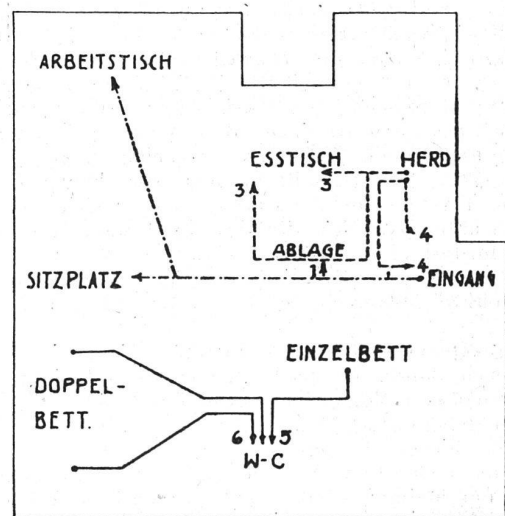 ARBEITSTISCH
ESSTISCH HERD
3 3
4
ABLAGE
1 4
SITZPLATZ EINGANG
EINZELBETT
DOPPEL-
BETT.
6 5
W-C